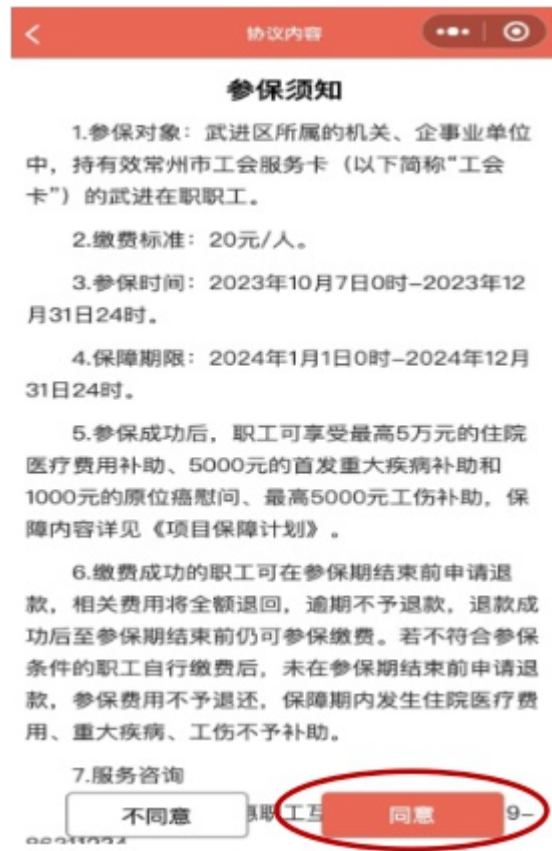 协议内容
参保须知
1.参保对象：武进区所属的机关、企事业单位
中，持有效常州市工会服务卡（以下简称“工会
卡”）的武进在职职工。
2.缴费标准：20元/人。
3.参保时间：2023年10月7日0时–2023年12
月31日24时。
4.保障期限：2024年1月1日0时–2024年12月
31日24时。
5.参保成功后，职工可享受最高5万元的住院
医疗费用补助、5000元的首发重大疾病补助和
1000元的原位癌慰问、最高5000元工伤补助，保
障内容详见《项目保障计划》。
6.缴费成功的职工可在参保期结束前申请退
款，相关费用将全额退回，逾期不予退款，退款成
功后至参保期结束前仍可参保缴费。若不符合参保
条件的职工自行缴费后，未在参保期结束前申请退
款，参保费用不予退还，保障期内发生住院医疗费
用、重大疾病、工伤不予补助。
7.服务咨询
不同意 职工互 同意 9–